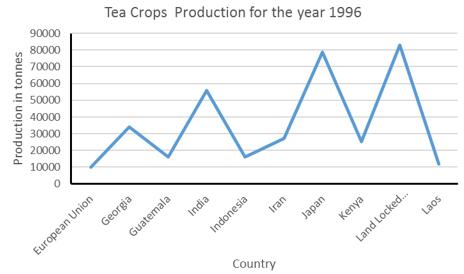 Tea Crops Production for the year 1996
Production in tonnes
90000
80000
70000
60000
50000
40000
30000
20000
10000
0
European Union
Georgia
Guatemala
India
Indonesia
Iran
Japan
Kenya
Land Locked...
Laos
Country